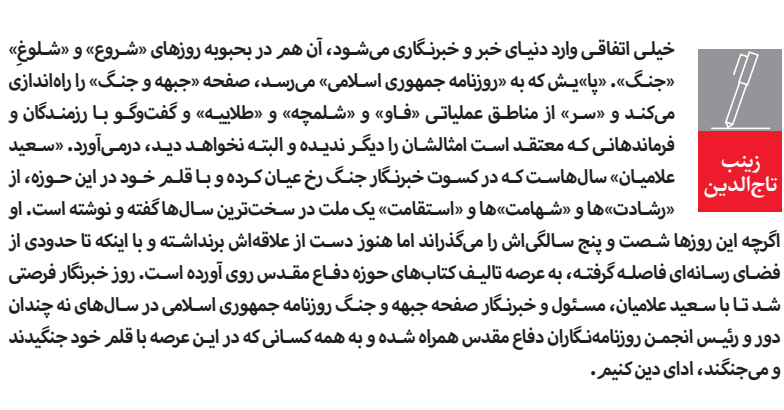 خیلی اتفاقی وارد دنیای خبر و خبرنگاری می‌شود، آن هم در بحبوبه روزهای «شروع» و «شلوغِ»
«جنگ». «پا»یش که به «روزنامه جمهوری اسلامی» می‌رسد، صفحه «جبهه و جنگ» را راه‌اندازی
می‌کند و «سر» از مناطق عملیاتی «فاو» و «شلمچه» و «طلاییه» و گفت‌وگو با رزمندگان و
فرماندهانی که معتقد است امثالشان را دیگر ندیده و البته نخواهد دید، درمی‌آورد. «سعید
علامیان» سال‌هاست که در کسوت خبرنگار جنگ رخ عیان کرده و با قلم خود در این حوزه، از
«رشادت»ها و «شهامت»ها و «استقامت» یک ملت در سخت‌ترین سال‌ها گفته و نوشته است. او
اگرچه این روزها شصت و پنج سالگی‌اش را می‌گذراند اما هنوز دست از علاقه‌اش برنداشته و با اینکه تا حدودی از
فضای رسانه‌ای فاصله گرفته، به عرصه تالیف کتاب‌های حوزه دفاع مقدس روی آورده است. روز خبرنگار فرصتی
شد تا با سعید علامیان، مسئول و خبرنگار صفحه جبهه و جنگ روزنامه جمهوری اسلامی در سال‌های نه چندان
دور و رئیس انجمن روزنامه‌نگاران دفاع مقدس همراه شده و به همه کسانی که در این عرصه با قلم خود جنگیدند
و می‌جنگند، ادای دین کنیم.
زینب
تاج‌الدین